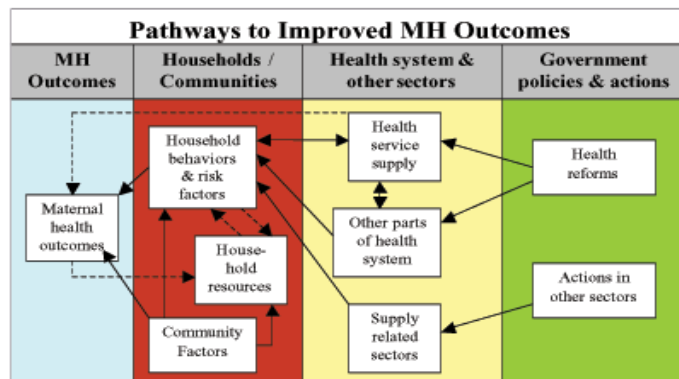 Pathways to Improved MH Outcomes
MH
Outcomes
Households /
Communities
Health system &
other sectors
Government
policies & actions
Household
behaviors
& risk
factors
Health
service
supply
Health
reforms
Maternal
health
outcomes
Other parts
of health
system
House-
hold
resources
Actions in
other sectors
Community
Factors
Supply
related
sectors